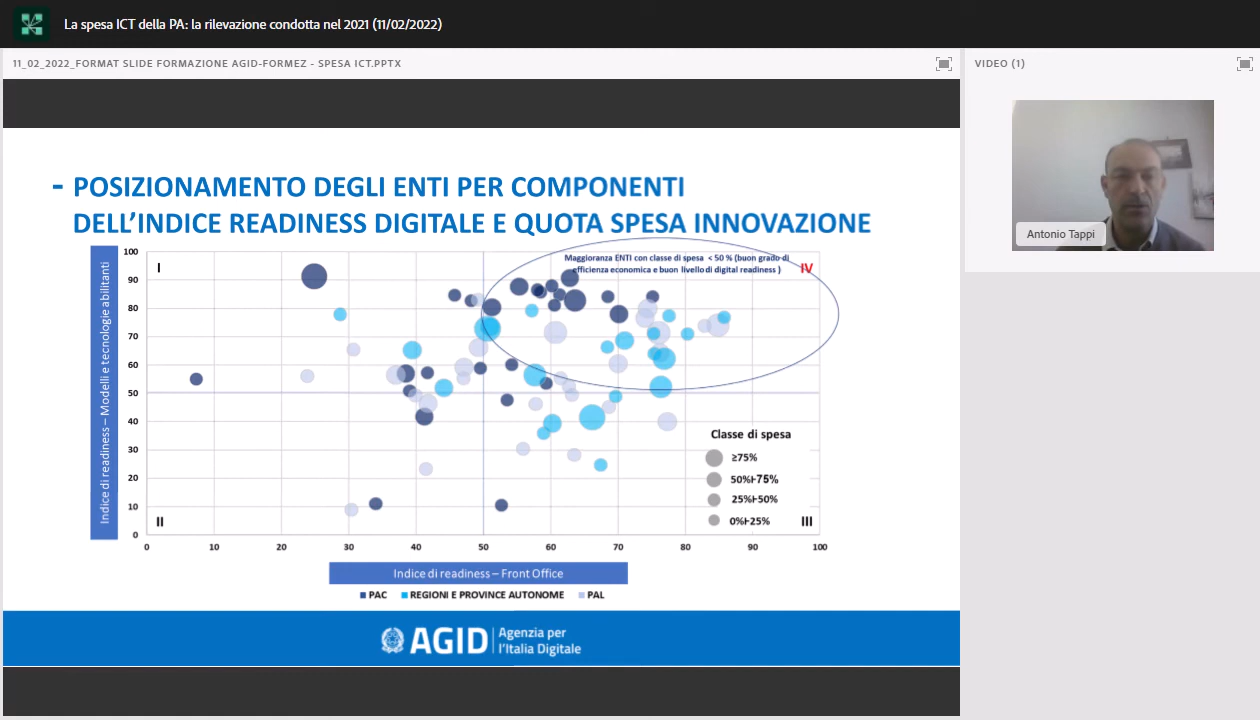 La spesa ICT della PA: la rilevazione condotta nel 2021 (11/02/2022)
11_02_2022_FORMAT SLIDE FORMAZIONE AGID-FORMEZ - SPESA ICT.PPTX
VIDEO (1)
Antonio Tappi
- POSIZIONAMENTO DEGLI ENTI PER COMPONENTI
DELL'INDICE READINESS DIGITALE E QUOTA SPESA INNOVAZIONE
Indice di readiness – Modelli e tecnologie abilitanti
100
90
80
70
60
50
40
30
20
10
0
I
Maggioranza ENTI con classe di spesa < 50 % (buon grado di
efficienza economica e buon livello di digital readiness )
IV
Classe di spesa
≥75%
50%⊦75%
25%⊦50%
0%⊦25%
II
III
0 10 20 30 40 50 60 70 80 90 100
Indice di readiness – Front Office
PAC REGIONI E PROVINCE AUTONOME PAL
AGID
Agenzia per
l'Italia Digitale